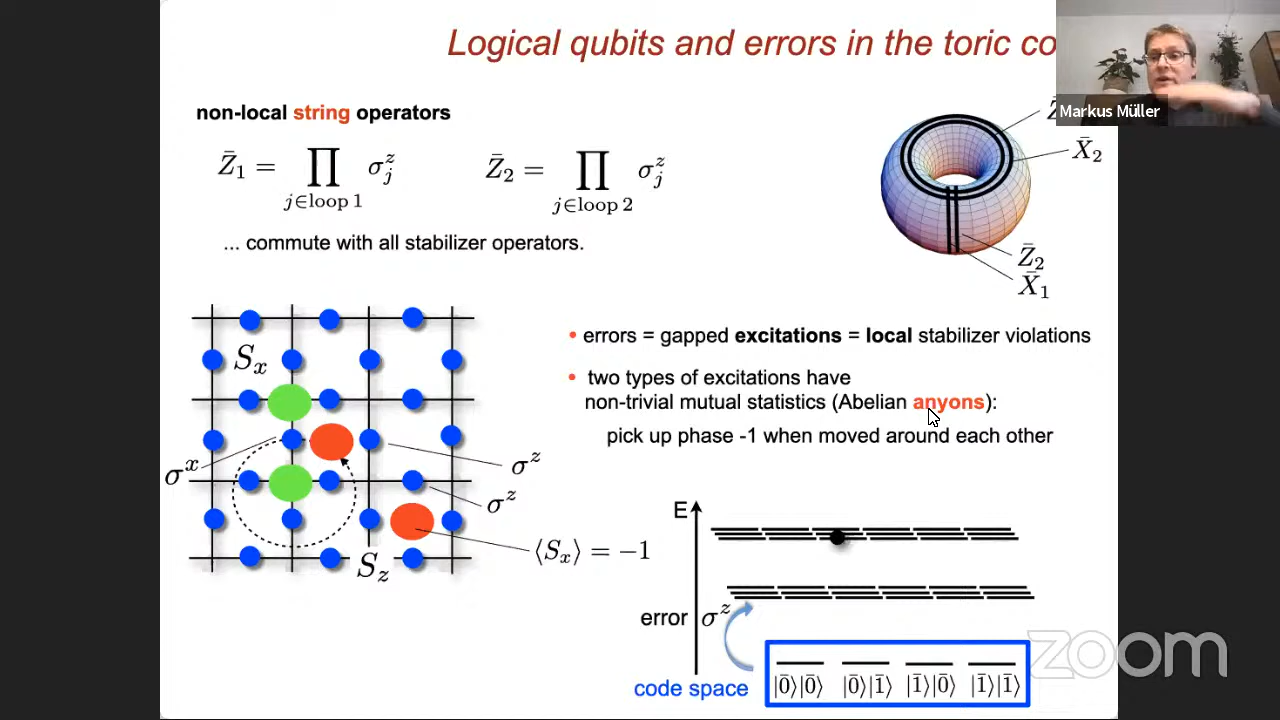 Logical qubits and errors in the toric co
Markus Müller
non-local string operators
Z̄₁ = ∏ j∈loop 1 σⱼᶻ
Z̄₂ = ∏ j∈loop 2 σⱼᶻ
... commute with all stabilizer operators.
X̄₂
Z̄₂
X̄₁
• errors = gapped excitations = local stabilizer violations
• two types of excitations have
non-trivial mutual statistics (Abelian anyons):
pick up phase -1 when moved around each other
Sₓ
σˣ
σᶻ
σᶻ
⟨Sₓ⟩ = −1
S_z
E
error
σᶻ
code space
|0̄⟩|0̄⟩ |0̄⟩|1̄⟩ |1̄⟩|0̄⟩ |1̄⟩|1̄⟩
zoom